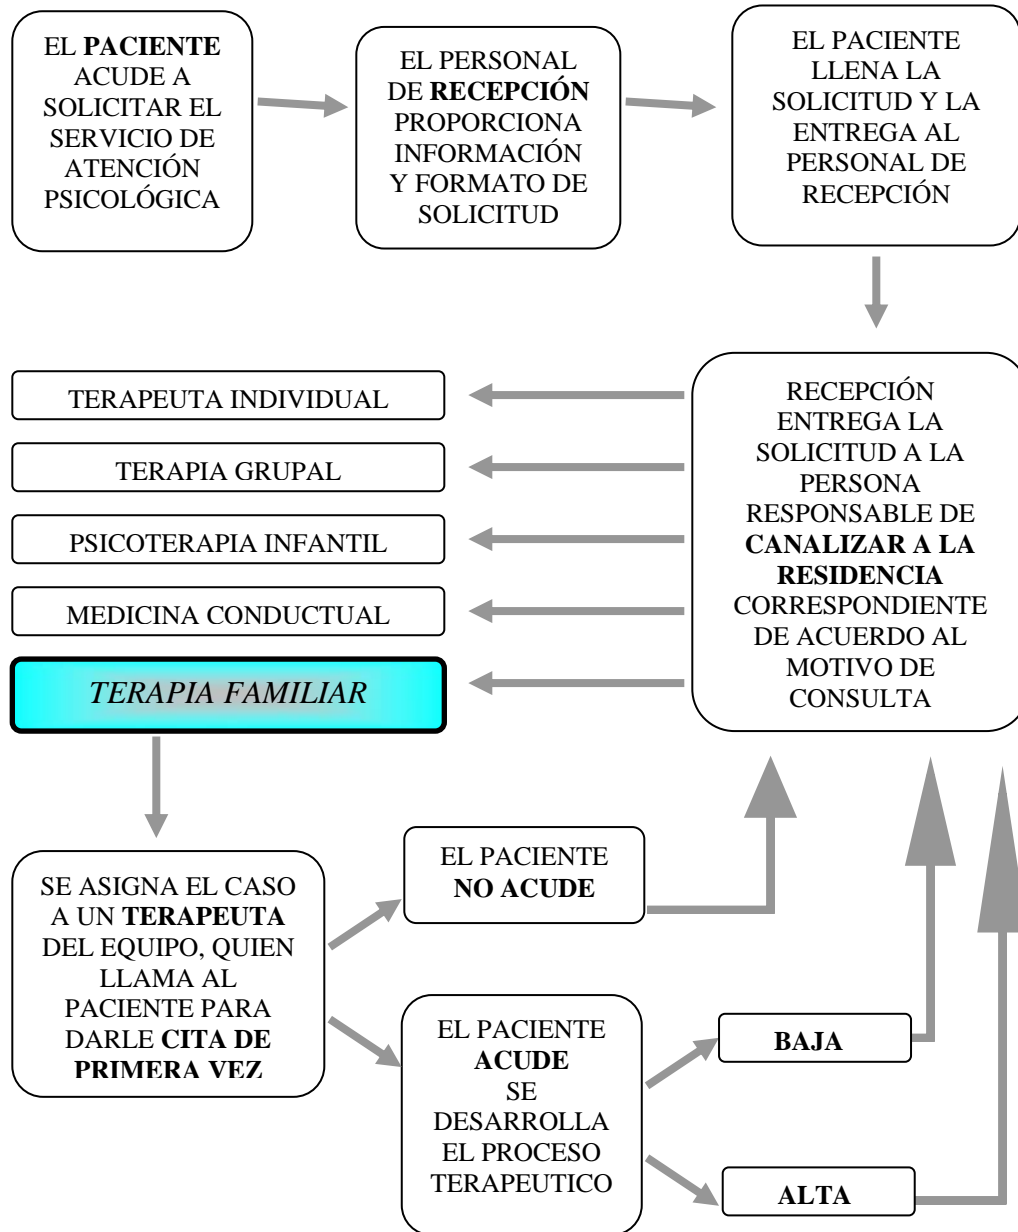 EL PACIENTE
ACUDE A
SOLICITAR EL
SERVICIO DE
ATENCIÓN
PSICOLÓGICA
EL PERSONAL
DE RECEPCIÓN
PROPORCIONA
INFORMACIÓN
Y FORMATO DE
SOLICITUD
EL PACIENTE
LLENA LA
SOLICITUD Y LA
ENTREGA AL
PERSONAL DE
RECEPCIÓN
RECEPCIÓN
ENTREGA LA
SOLICITUD A LA
PERSONA
RESPONSABLE DE
CANALIZAR A LA
RESIDENCIA
CORRESPONDIENTE
DE ACUERDO AL
MOTIVO DE
CONSULTA
TERAPEUTA INDIVIDUAL
TERAPIA GRUPAL
PSICOTERAPIA INFANTIL
MEDICINA CONDUCTUAL
TERAPIA FAMILIAR
SE ASIGNA EL CASO
A UN TERAPEUTA
DEL EQUIPO, QUIEN
LLAMA AL
PACIENTE PARA
DARLE CITA DE
PRIMERA VEZ
EL PACIENTE
NO ACUDE
EL PACIENTE
ACUDE
SE
DESARROLLA
EL PROCESO
TERAPEUTICO
BAJA
ALTA